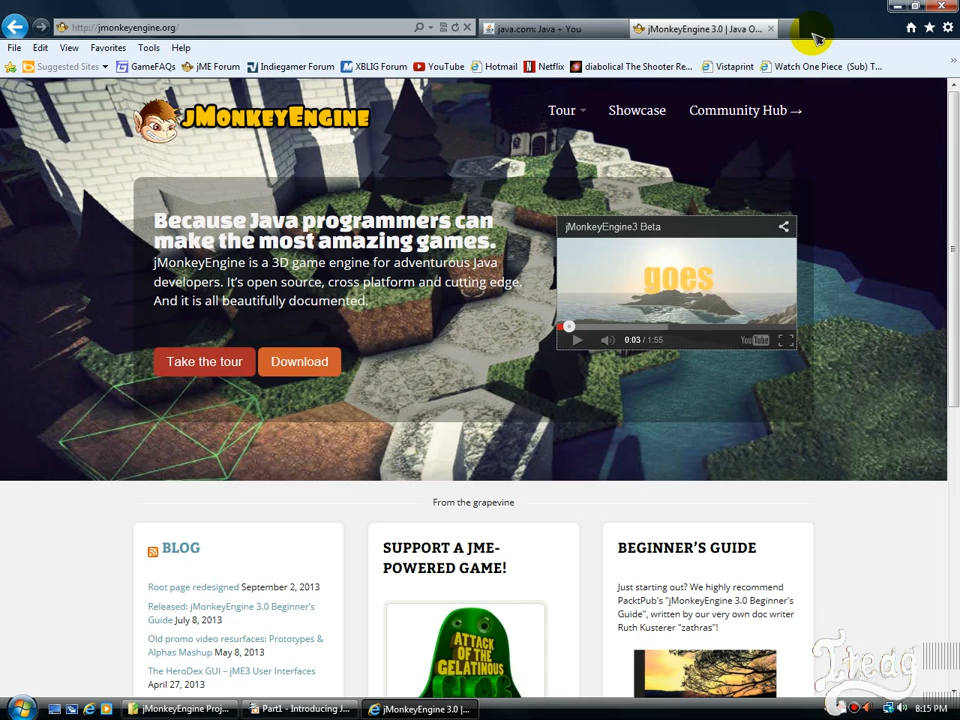 http://jmonkeyengine.org/
java.com: Java + You
jMonkeyEngine 3.0 | Java O...
File Edit View Favorites Tools Help
Suggested Sites
GameFAQs
jME Forum
Indiegamer Forum
XBLIG Forum
YouTube
Hotmail
Netflix
diabolical The Shooter Re...
Vistaprint
Watch One Piece (Sub) T...
jMonkeyEngine
Tour
Showcase
Community Hub →
Because Java programmers can
make the most amazing games.
jMonkeyEngine is a 3D game engine for adventurous Java
developers. It's open source, cross platform and cutting edge.
And it is all beautifully documented.
Take the tour
Download
jMonkeyEngine3 Beta
goes
0:03 / 1:55
YouTube
From the grapevine
BLOG
Root page redesigned September 2, 2013
Released: jMonkeyEngine 3.0 Beginner's
Guide July 8, 2013
Old promo video resurfaces: Prototypes &
Alphas Mashup May 8, 2013
The HeroDex GUI – jME3 User Interfaces
April 27, 2013
SUPPORT A JME-
POWERED GAME!
ATTACK
OF THE
GELATINOUS
BEGINNER'S GUIDE
Just starting out? We highly recommend
PacktPub's "jMonkeyEngine 3.0 Beginner's
Guide", written by our very own doc writer
Ruth Kusterer "zathras"!
jMonkeyEngine Proj...
Part1 - Introducing J...
jMonkeyEngine 3.0 |...
8:15 PM